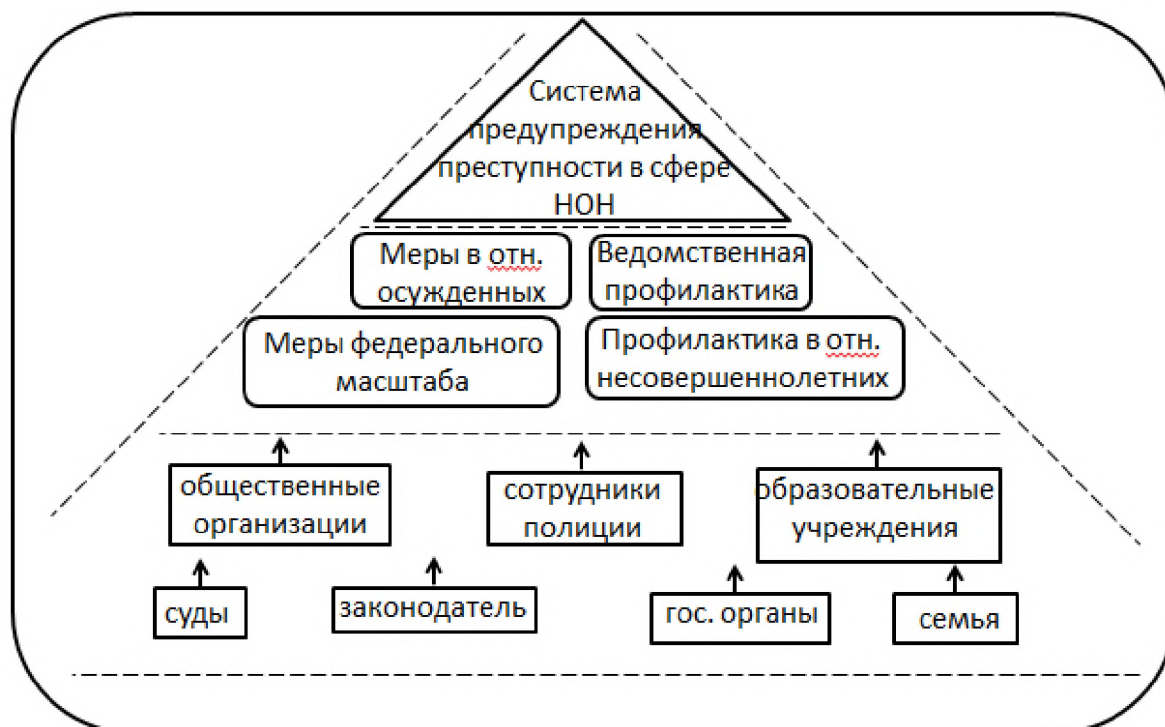 Система
предупреждения
преступности в сфере
НОН
Меры в отн.
осужденных
Ведомственная
профилактика
Меры федерального
масштаба
Профилактика в отн.
несовершеннолетних
общественные
организации
сотрудники
полиции
образовательные
учреждения
суды
законодатель
гос. органы
семья